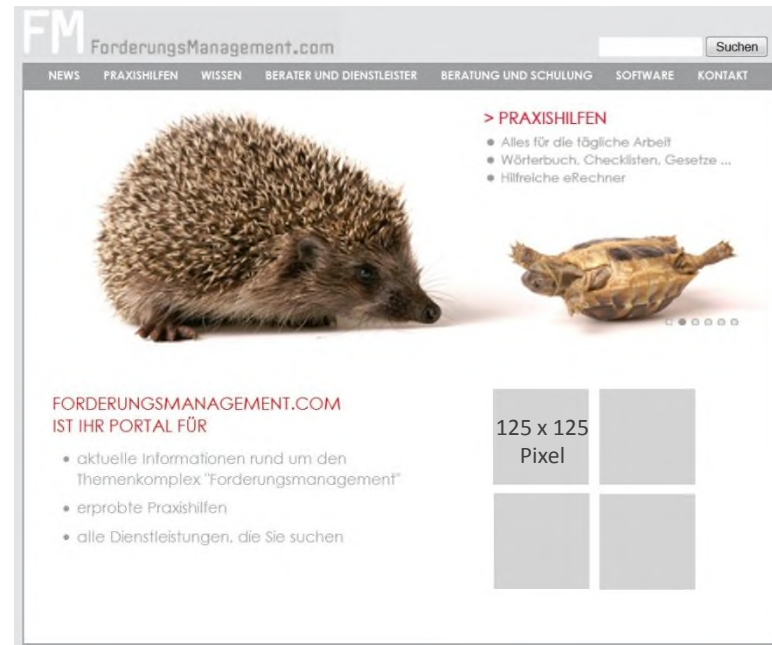 FM ForderungsManagement.com
Suchen
NEWS PRAXISHILFEN WISSEN BERATER UND DIENSTLEISTER BERATUNG UND SCHULUNG SOFTWARE KONTAKT
> PRAXISHILFEN
• Alles für die tägliche Arbeit
• Wörterbuch, Checklisten, Gesetze ...
• Hilfreiche eRechner
FORDERUNGSMANAGEMENT.COM
IST IHR PORTAL FÜR
• aktuelle Informationen rund um den
Themenkomplex "Forderungsmanagement"
• erprobte Praxishilfen
• alle Dienstleistungen, die Sie suchen
125 x 125
Pixel